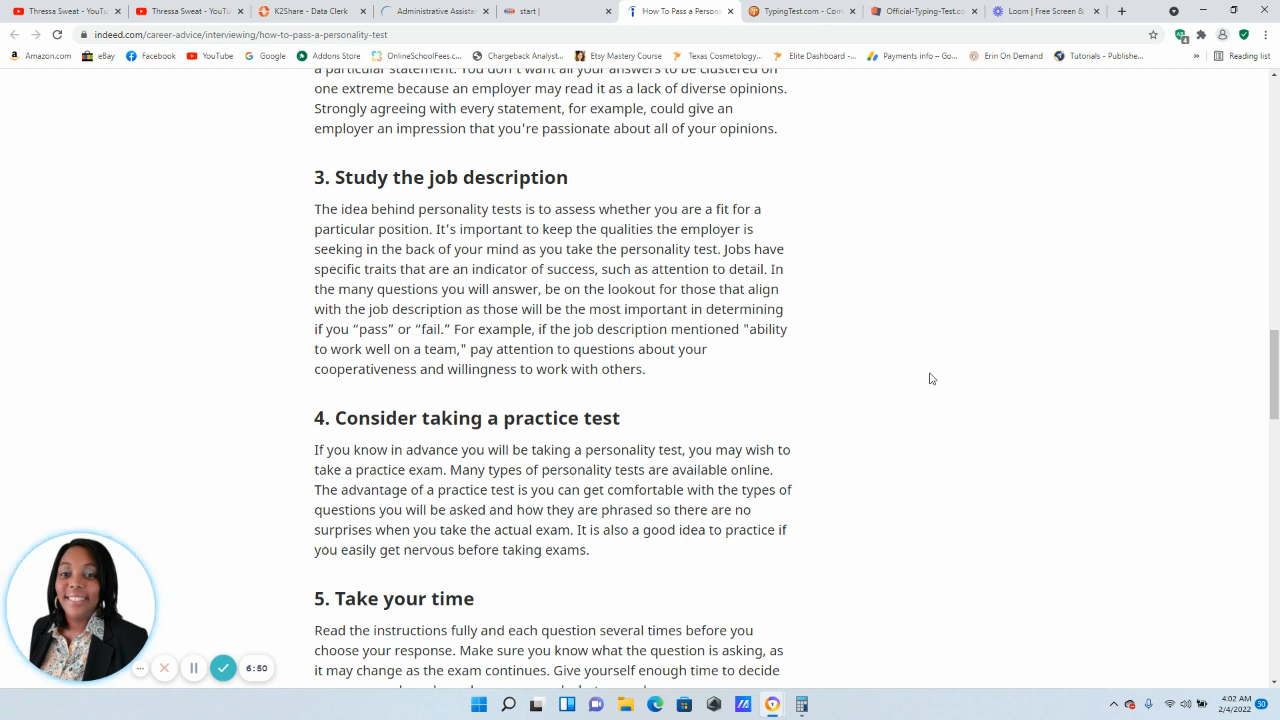 Thressa Sweat - YouTu
Thressa Sweat - YouTu
K2Share - Data Clerk
Administrative Assista
start |
How To Pass a Persona
TypingTest.com - Com
Official-Typing-Test.co
Loom | Free Screen &
indeed.com/career-advice/interviewing/how-to-pass-a-personality-test
Amazon.com
eBay
Facebook
YouTube
Google
Addons Store
OnlineSchoolFees.c...
Chargeback Analyst...
Etsy Mastery Course
Texas Cosmetology...
Elite Dashboard -...
Payments info – Go...
Erin On Demand
Tutorials - Publishe...
»
Reading list
a particular statement. You don't want all your answers to be clustered on
one extreme because an employer may read it as a lack of diverse opinions.
Strongly agreeing with every statement, for example, could give an
employer an impression that you're passionate about all of your opinions.
3. Study the job description
The idea behind personality tests is to assess whether you are a fit for a
particular position. It's important to keep the qualities the employer is
seeking in the back of your mind as you take the personality test. Jobs have
specific traits that are an indicator of success, such as attention to detail. In
the many questions you will answer, be on the lookout for those that align
with the job description as those will be the most important in determining
if you “pass” or “fail.” For example, if the job description mentioned "ability
to work well on a team," pay attention to questions about your
cooperativeness and willingness to work with others.
4. Consider taking a practice test
If you know in advance you will be taking a personality test, you may wish to
take a practice exam. Many types of personality tests are available online.
The advantage of a practice test is you can get comfortable with the types of
questions you will be asked and how they are phrased so there are no
surprises when you take the actual exam. It is also a good idea to practice if
you easily get nervous before taking exams.
5. Take your time
Read the instructions fully and each question several times before you
choose your response. Make sure you know what the question is asking, as
it may change as the exam continues. Give yourself enough time to decide
6:50
4:02 AM
2/4/2022
30